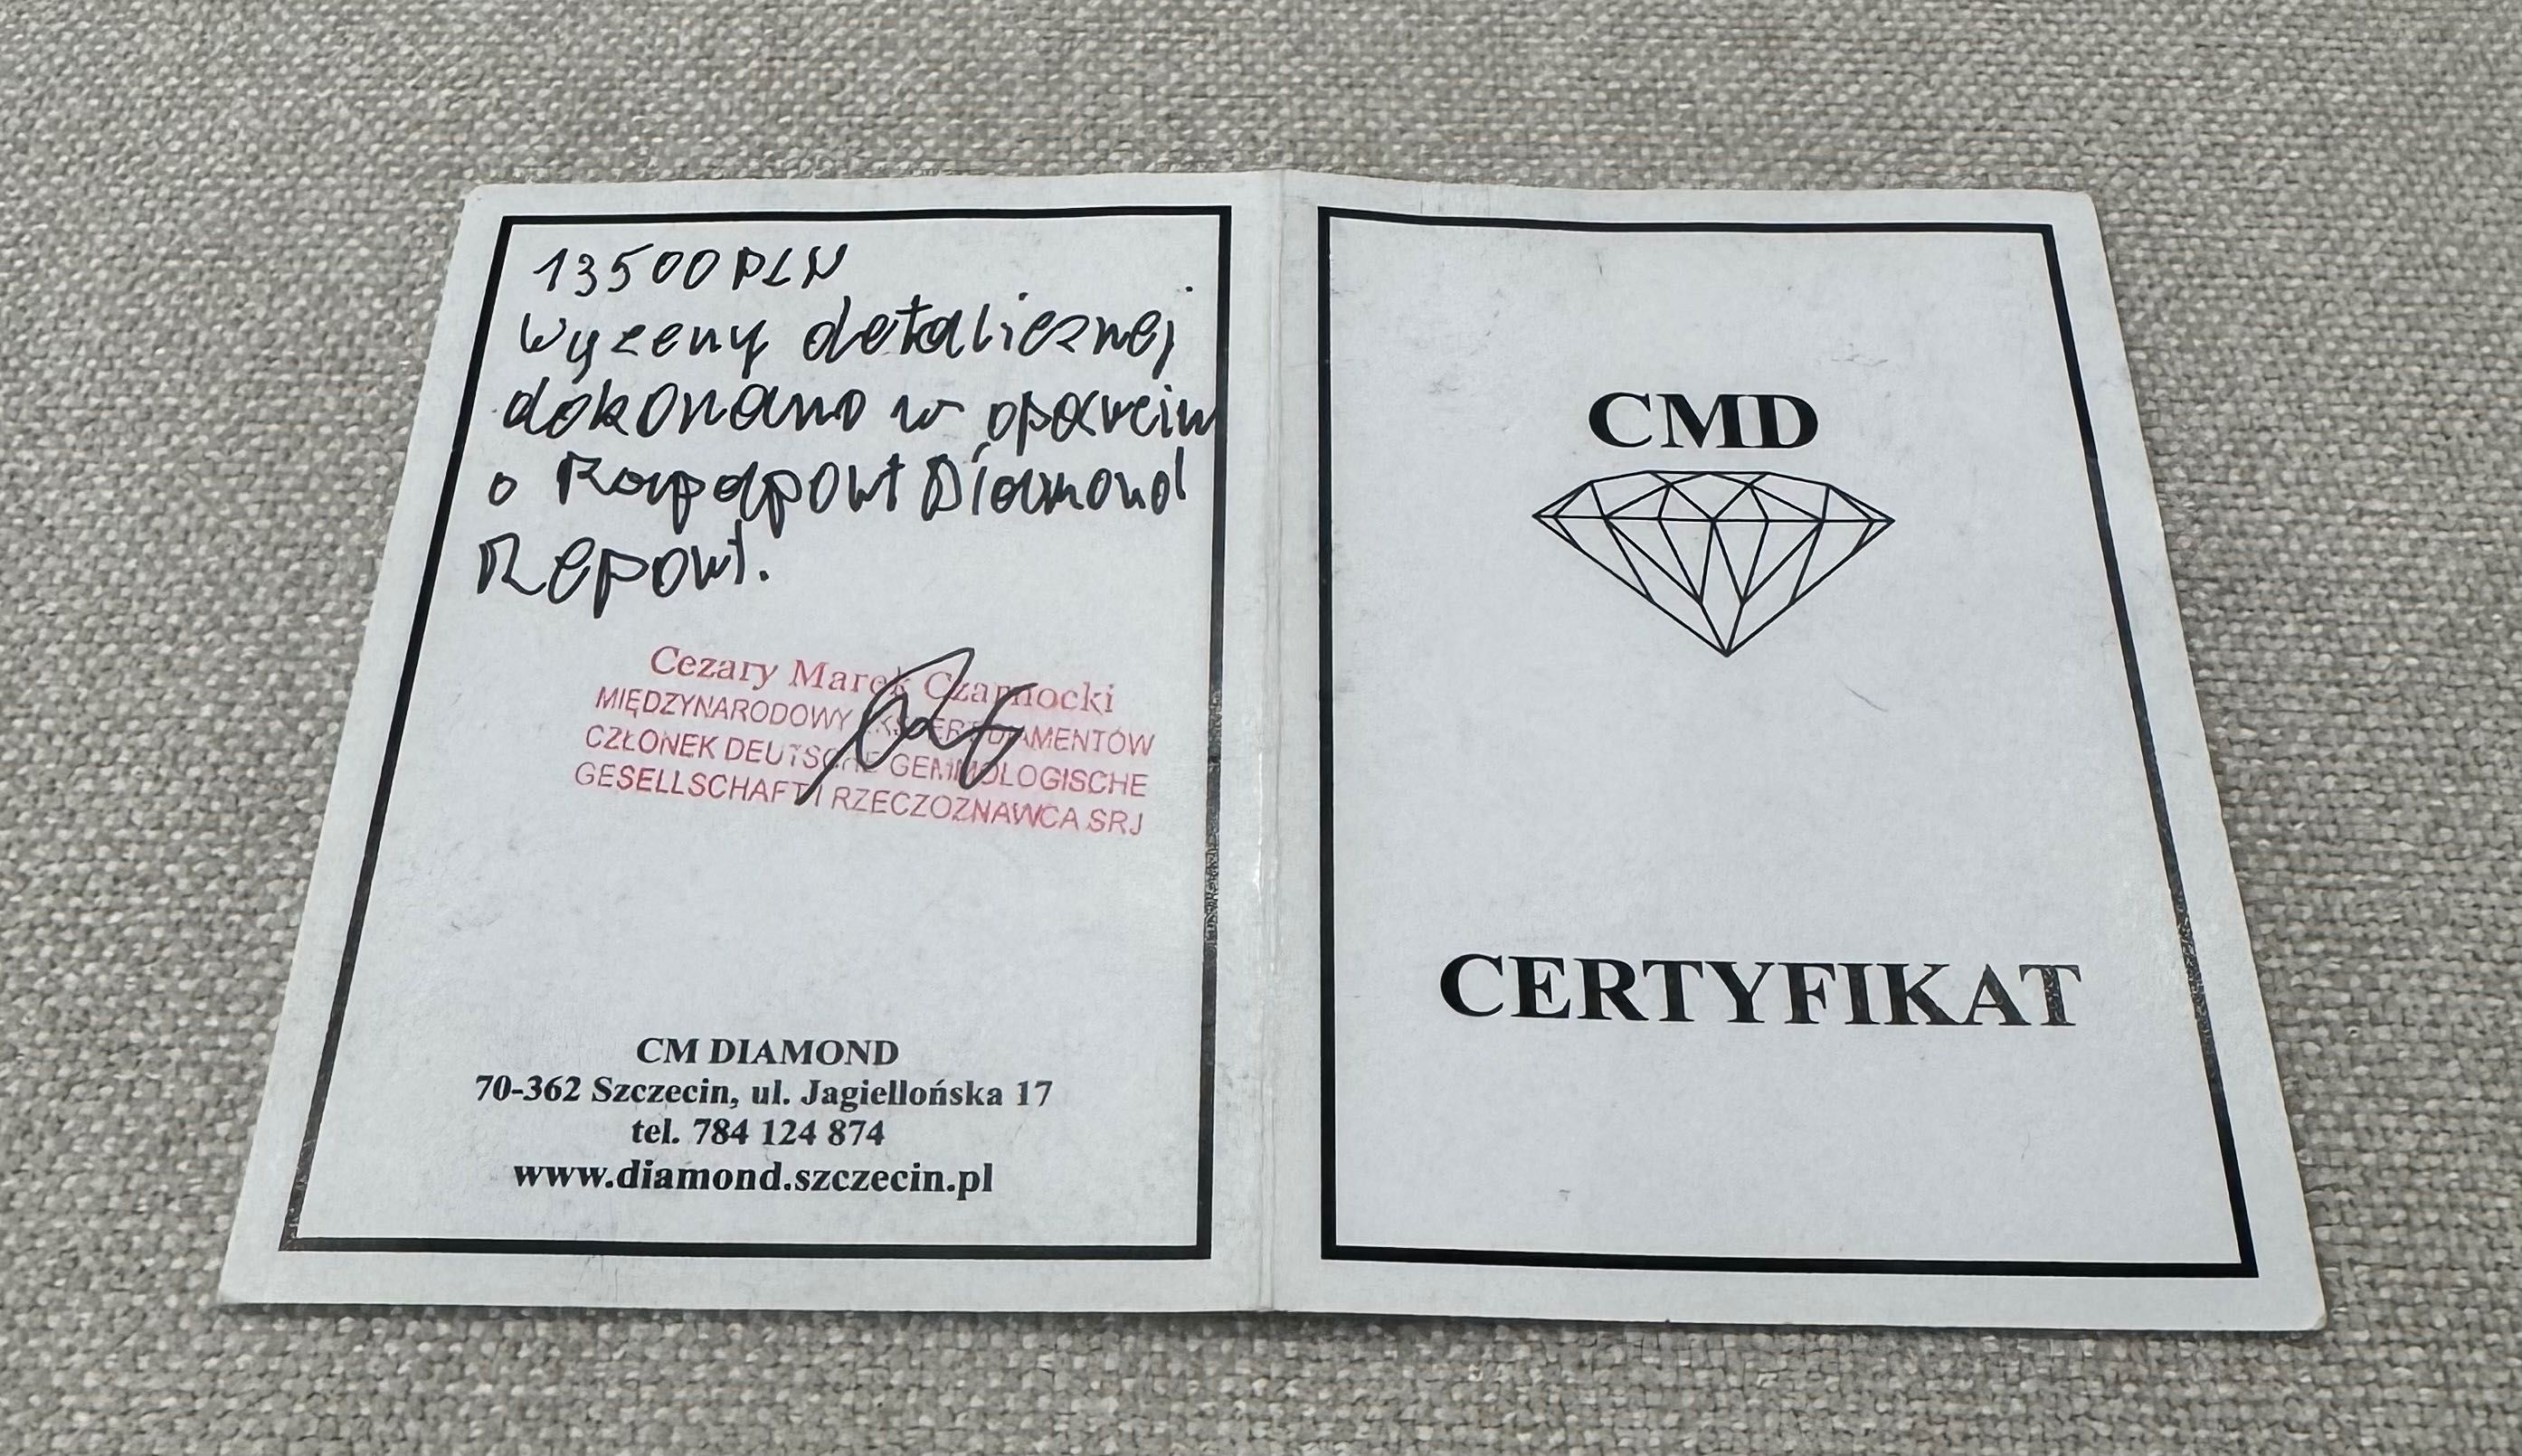 13500 PLN
Wyceny detalicznej
dokonano w oparciu
o Rapaport Diamond
Report.
Cezary Marek Czarnocki
MIĘDZYNARODOWY EKSPERT DIAMENTÓW
CZŁONEK DEUTSCHE GEMMOLOGISCHE
GESELLSCHAFT I RZECZOZNAWCA SRJ
CM DIAMOND
70-362 Szczecin, ul. Jagiellońska 17
tel. 784 124 874
www.diamond.szczecin.pl
CMD
CERTYFIKAT